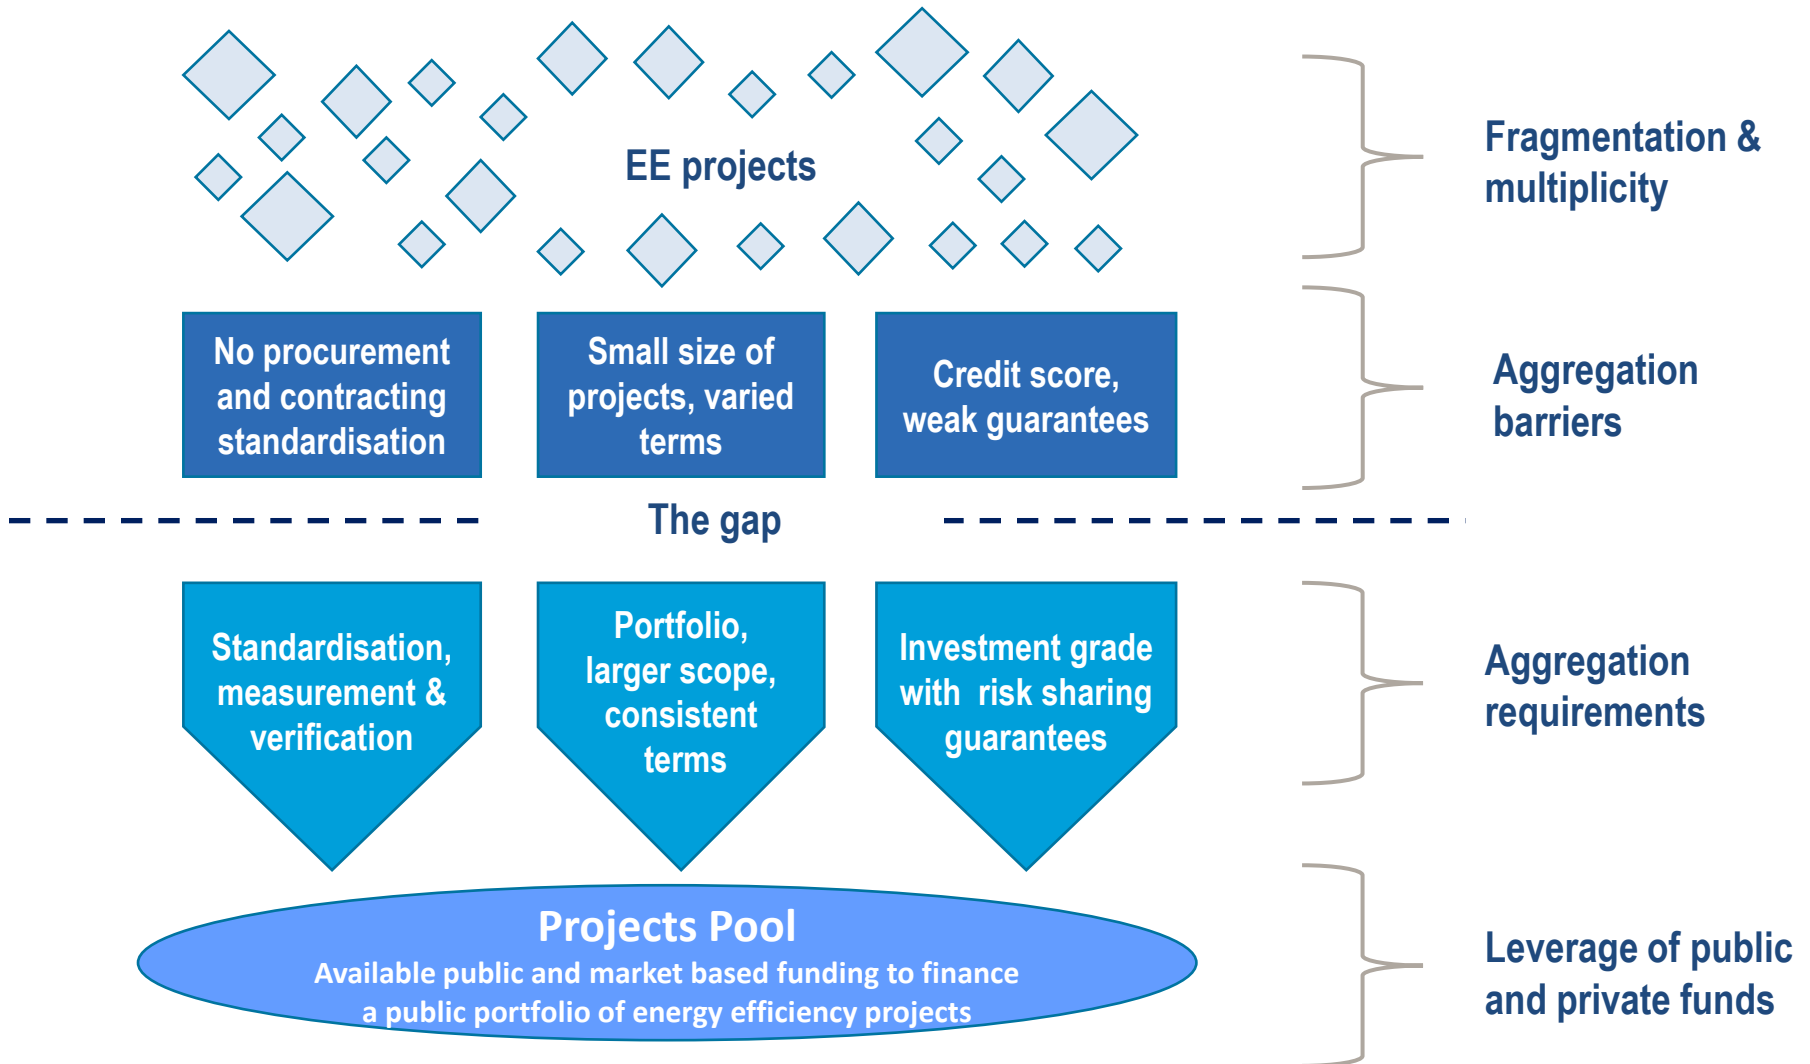 EE projects
Fragmentation &
multiplicity
No procurement
and contracting
standardisation
Small size of
projects, varied
terms
Credit score,
weak guarantees
Aggregation
barriers
The gap
Standardisation,
measurement &
verification
Portfolio,
larger scope,
consistent
terms
Investment grade
with risk sharing
guarantees
Aggregation
requirements
Projects Pool
Available public and market based funding to finance
a public portfolio of energy efficiency projects
Leverage of public
and private funds